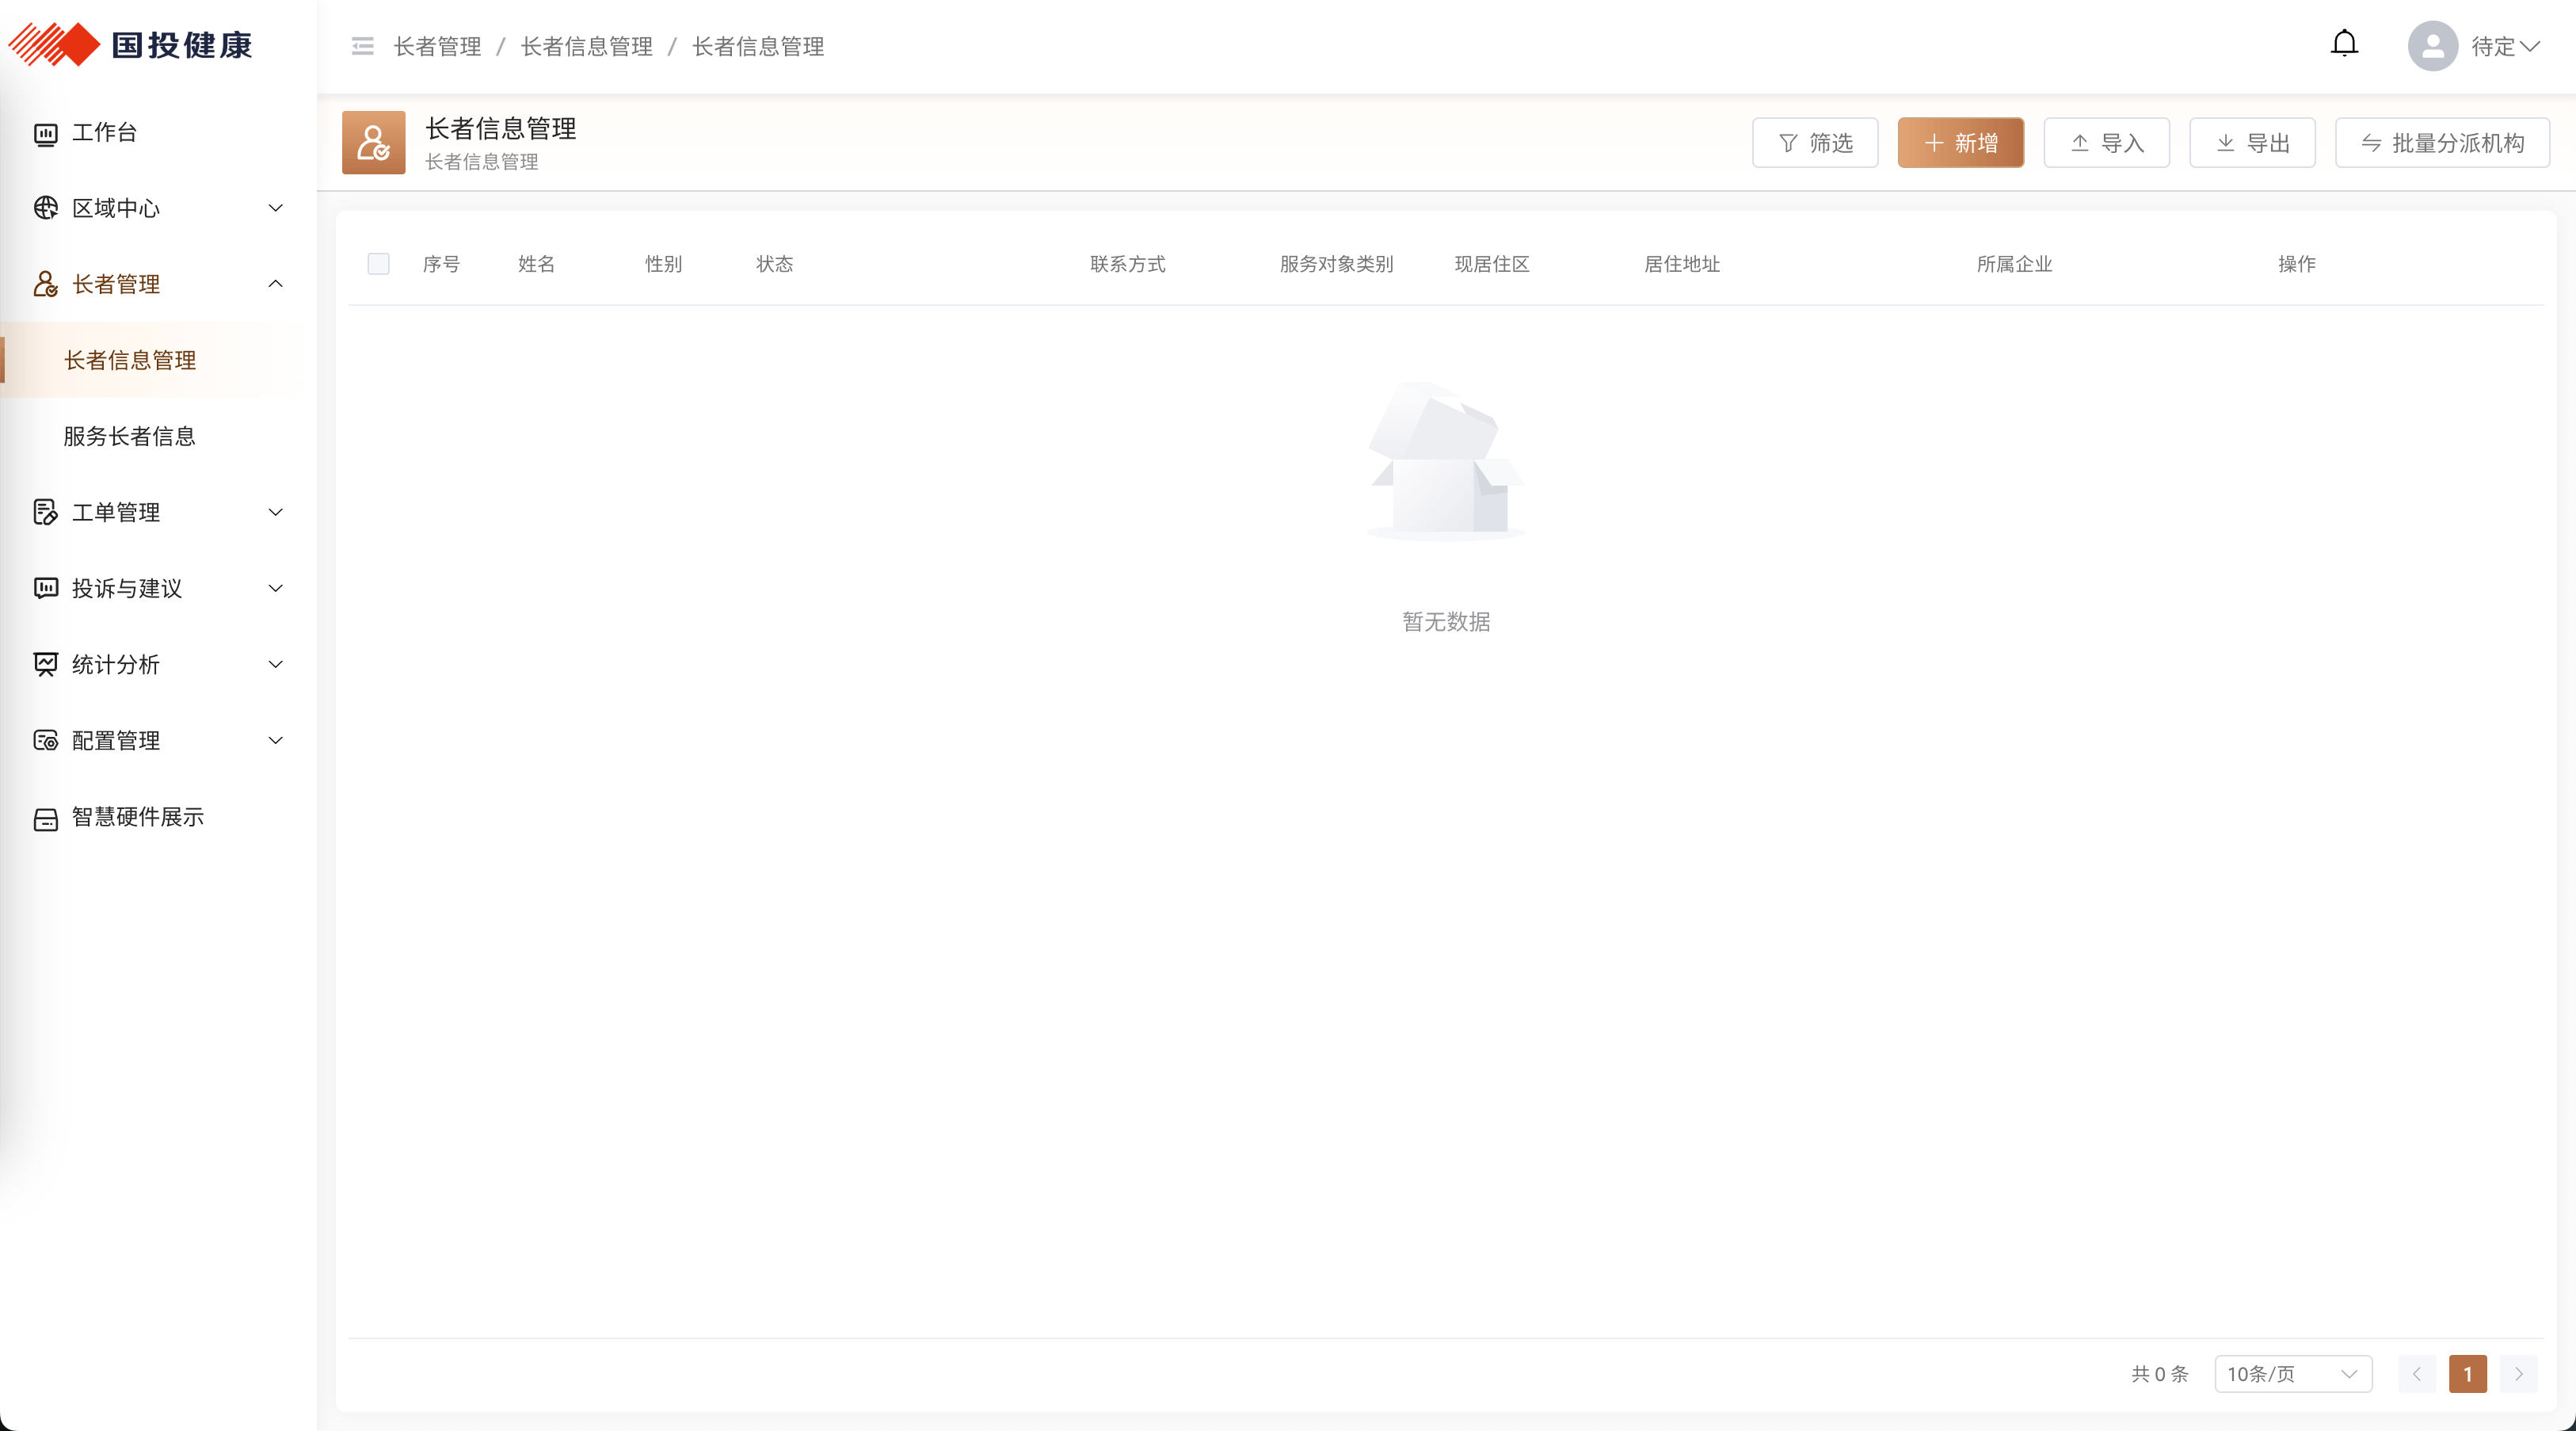 国投健康
长者管理 / 长者信息管理 / 长者信息管理
待定
工作台
区域中心
长者管理
长者信息管理
服务长者信息
工单管理
投诉与建议
统计分析
配置管理
智慧硬件展示
长者信息管理
长者信息管理
筛选
新增
导入
导出
批量分派机构
序号 姓名 性别 状态 联系方式 服务对象类别 现居住区 居住地址 所属企业 操作
暂无数据
共 0 条 10条/页 1